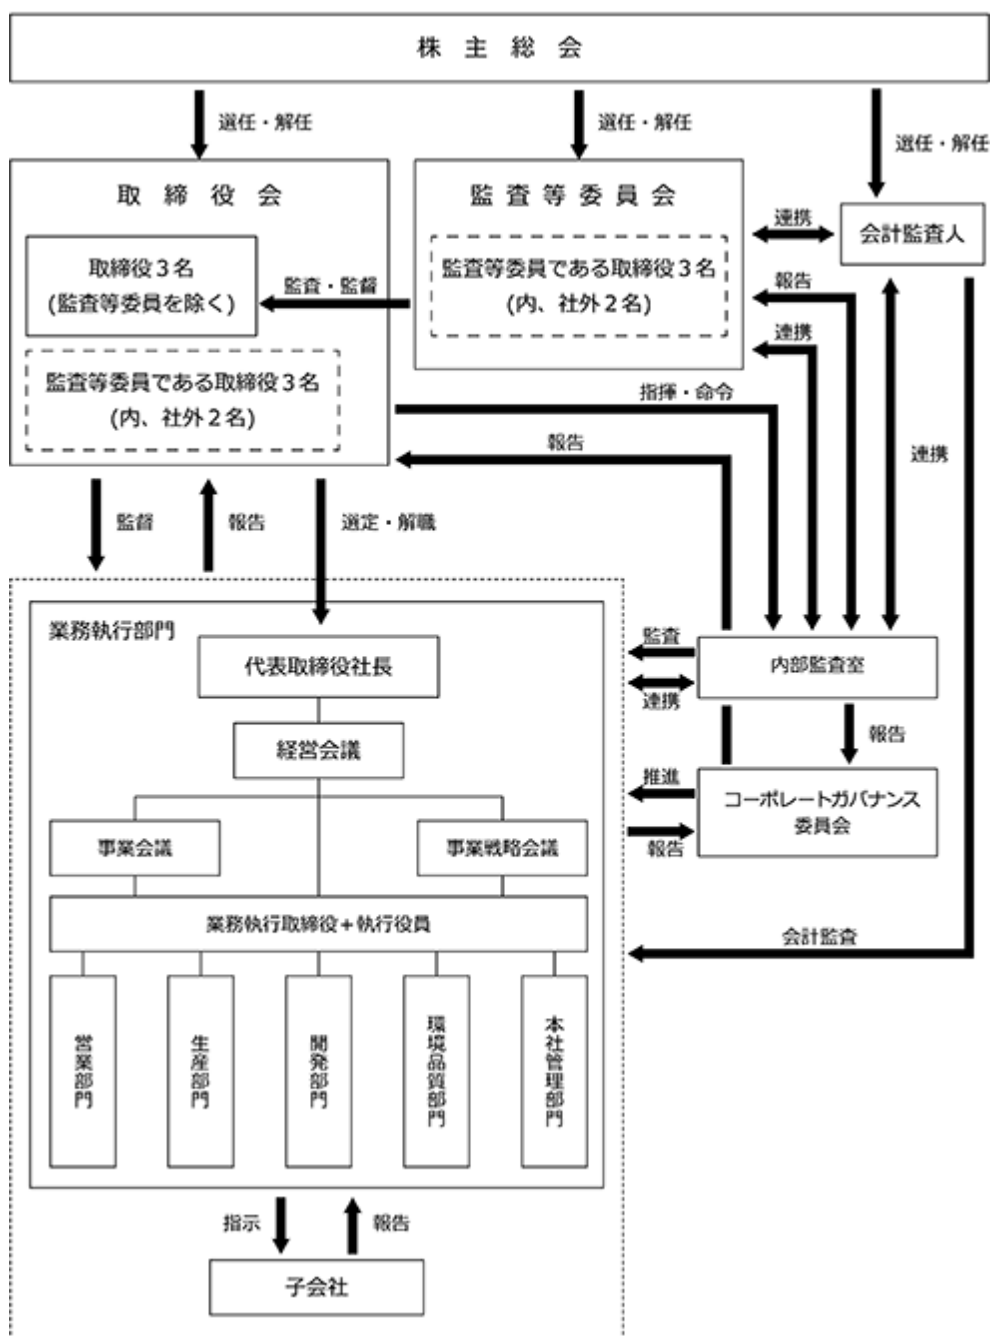 株主総会
選任・解任
選任・解任
選任・解任
取締役会
取締役3名
(監査等委員を除く)
監査等委員である取締役3名
(内、社外2名)
監査・監督
監査等委員会
監査等委員である取締役3名
(内、社外2名)
連携
会計監査人
報告
連携
指揮・命令
報告
連携
監督
報告
選定・解職
業務執行部門
代表取締役社長
経営会議
事業会議
事業戦略会議
業務執行取締役+執行役員
営業部門
生産部門
開発部門
環境品質部門
本社管理部門
監査
連携
内部監査室
報告
推進
報告
コーポレートガバナンス
委員会
会計監査
指示
報告
子会社